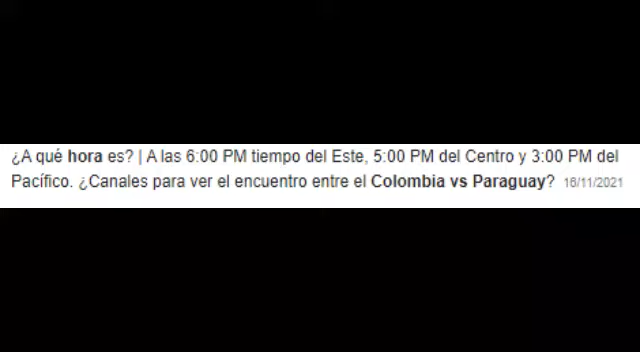 ¿A qué hora es? | A las 6:00 PM tiempo del Este, 5:00 PM del Centro y 3:00 PM del
Pacífico. ¿Canales para ver el encuentro entre el Colombia vs Paraguay? 16/11/2021